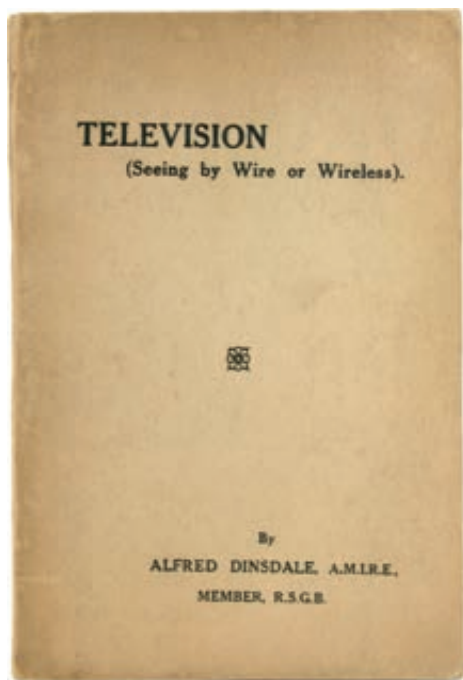 TELEVISION
(Seeing by Wire or Wireless).
By
ALFRED DINSDALE, A.M.I.R.E.,
MEMBER, R.S.G.B.